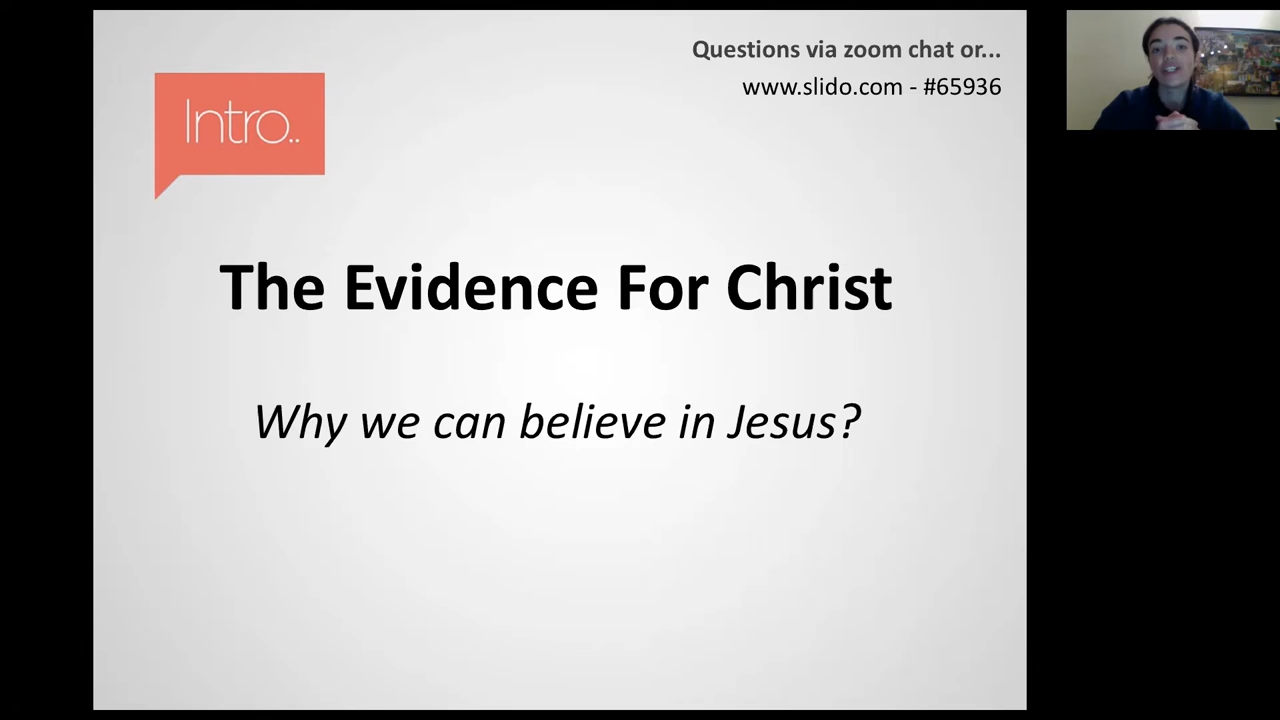 Questions via zoom chat or...
www.slido.com - #65936
Intro..
The Evidence For Christ
Why we can believe in Jesus?